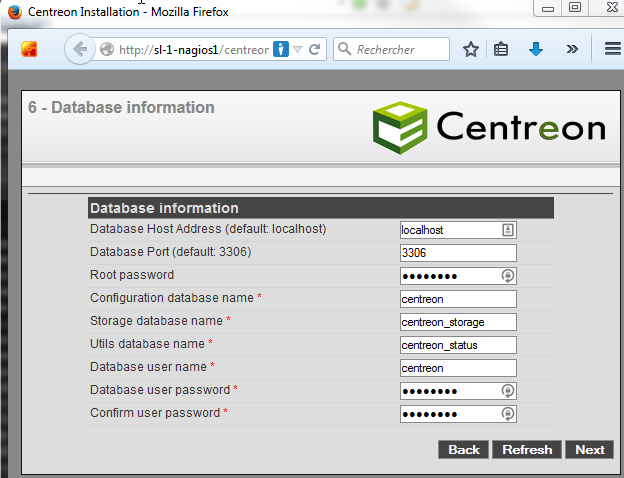 Centreon Installation - Mozilla Firefox
http://sl-1-nagios1/centreor
Rechercher
6 - Database information
Centreon
Database information
Database Host Address (default: localhost) localhost
Database Port (default: 3306) 3306
Root password ••••••••
Configuration database name * centreon
Storage database name * centreon_storage
Utils database name * centreon_status
Database user name * centreon
Database user password * ••••••••
Confirm user password * ••••••••
Back Refresh Next